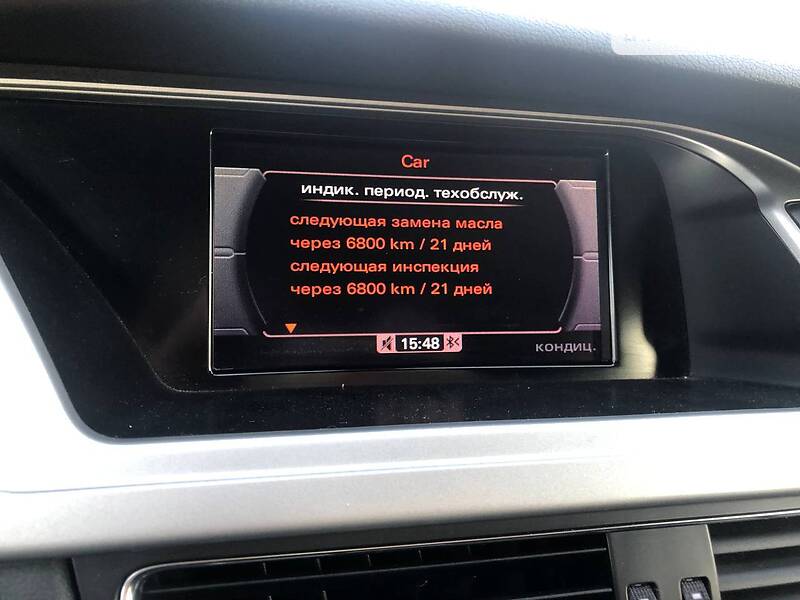 Car
индик. период. техобслуж.
следующая замена масла
через 6800 km / 21 дней
следующая инспекция
через 6800 km / 21 дней
15:48
кондиц.